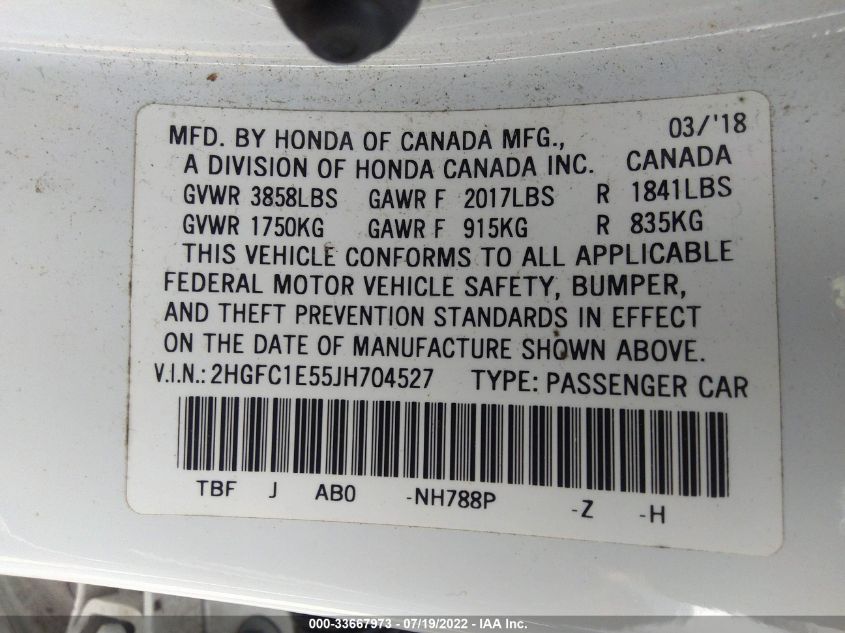 MFD. BY HONDA OF CANADA MFG., 03/'18
A DIVISION OF HONDA CANADA INC. CANADA
GVWR 3858LBS GAWR F 2017LBS R 1841LBS
GVWR 1750KG GAWR F 915KG R 835KG
THIS VEHICLE CONFORMS TO ALL APPLICABLE
FEDERAL MOTOR VEHICLE SAFETY, BUMPER,
AND THEFT PREVENTION STANDARDS IN EFFECT
ON THE DATE OF MANUFACTURE SHOWN ABOVE.
V.I.N.: 2HGFC1E55JH704527 TYPE: PASSENGER CAR
TBF J AB0 -NH788P -Z -H
000-33667973 - 07/19/2022 - IAA Inc.